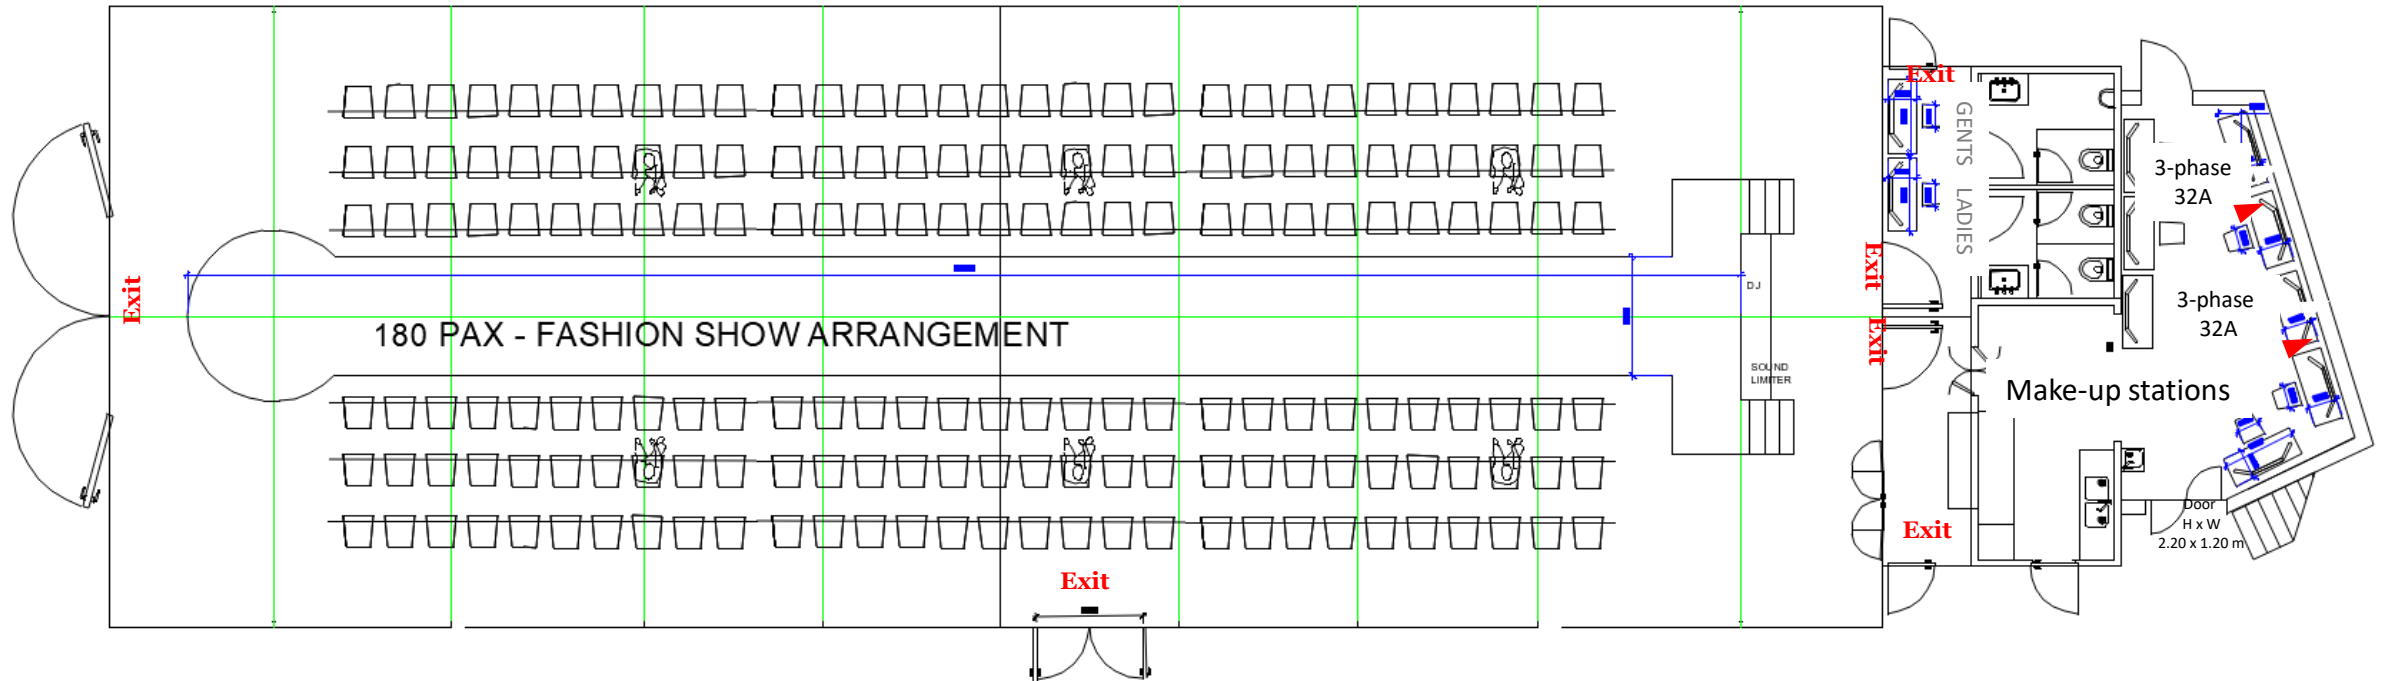 Exit
GENTS
3-phase
32A
LADIES
Exit
Exit
DJ
3-phase
32A
180 PAX - FASHION SHOW ARRANGEMENT
Exit
SOUND
LIMITER
Make-up stations
Door
H x W
2.20 x 1.20 m
Exit
Exit